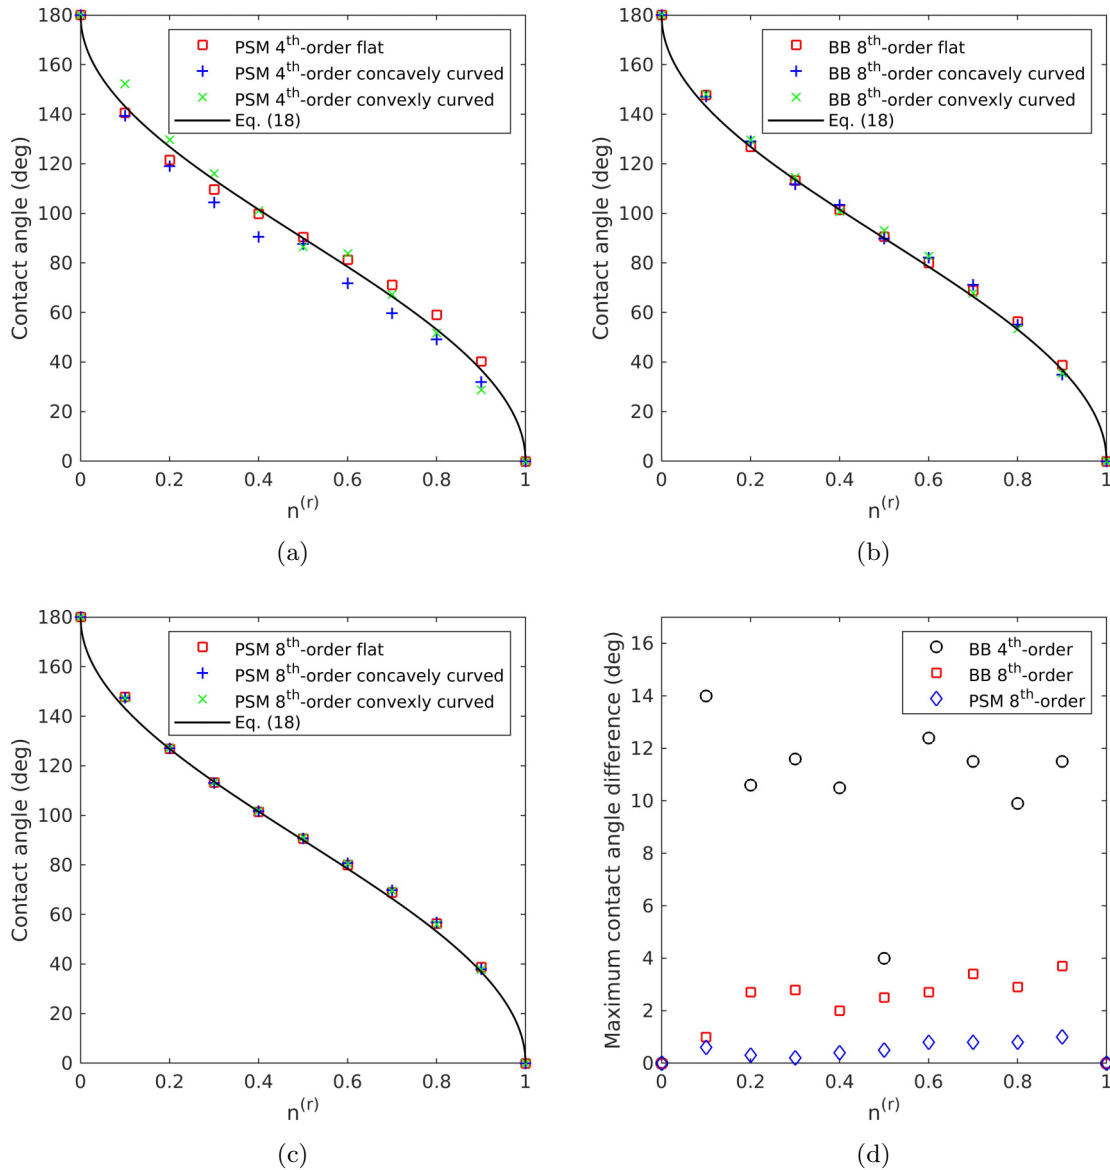 180
160
140
120
100
80
60
40
20
0
Contact angle (deg)
PSM 4th-order flat
PSM 4th-order concavely curved
PSM 4th-order convexly curved
Eq. (18)
0 0.2 0.4 0.6 0.8 1
n(r)
(a)
180
160
140
120
100
80
60
40
20
0
Contact angle (deg)
BB 8th-order flat
BB 8th-order concavely curved
BB 8th-order convexly curved
Eq. (18)
0 0.2 0.4 0.6 0.8 1
n(r)
(b)
180
160
140
120
100
80
60
40
20
0
Contact angle (deg)
PSM 8th-order flat
PSM 8th-order concavely curved
PSM 8th-order convexly curved
Eq. (18)
0 0.2 0.4 0.6 0.8 1
n(r)
(c)
16
14
12
10
8
6
4
2
0
Maximum contact angle difference (deg)
BB 4th-order
BB 8th-order
PSM 8th-order
0 0.2 0.4 0.6 0.8 1
n(r)
(d)